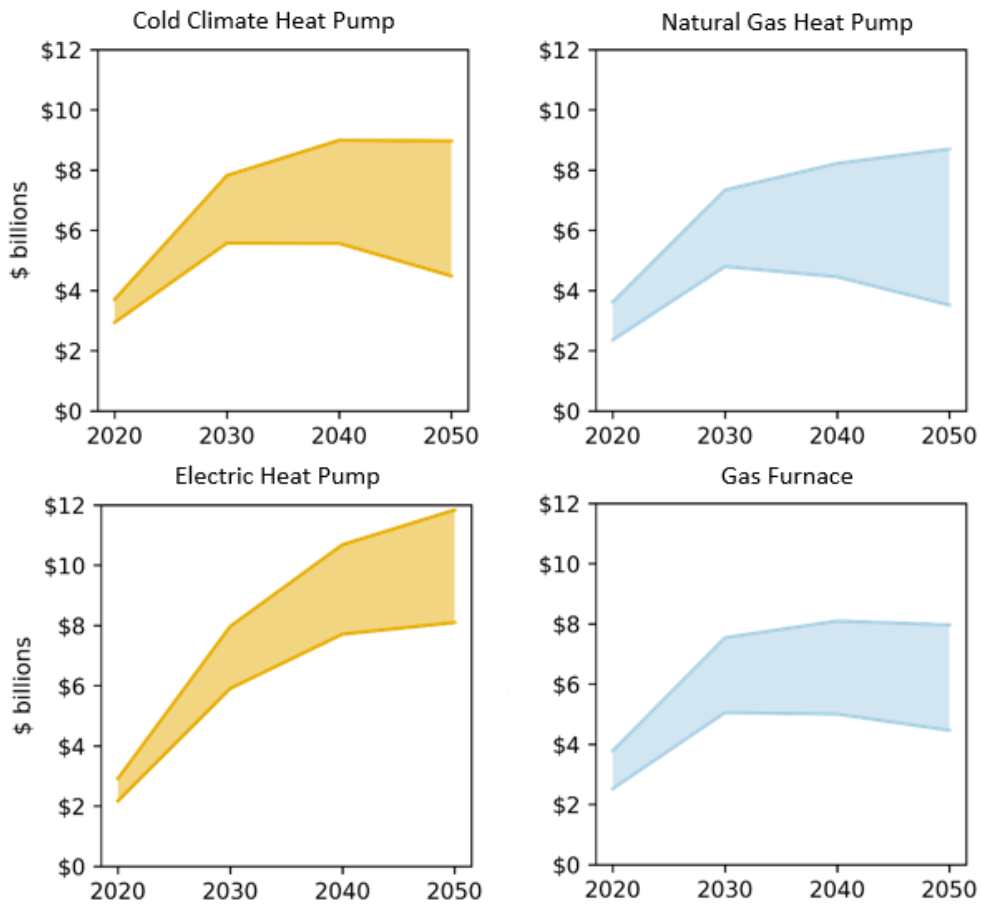 Cold Climate Heat Pump
$12
$10
$8
$6
$4
$2
$0
$ billions
2020 2030 2040 2050
Natural Gas Heat Pump
$12
$10
$8
$6
$4
$2
$0
2020 2030 2040 2050
Electric Heat Pump
$12
$10
$8
$6
$4
$2
$0
$ billions
2020 2030 2040 2050
Gas Furnace
$12
$10
$8
$6
$4
$2
$0
2020 2030 2040 2050